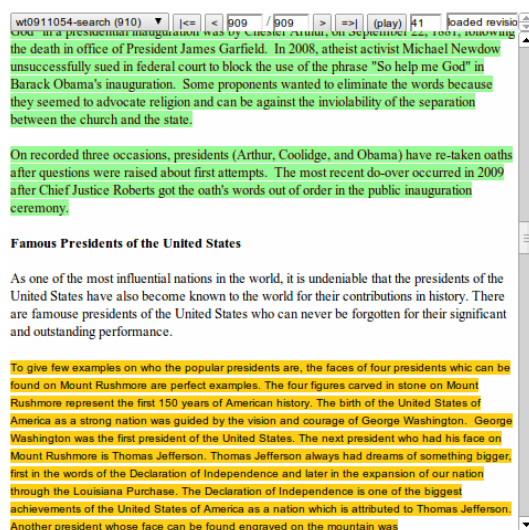 wt0911054-search (910) ▼ |<= < 909 / 909 > =>| (play) 41 loaded revisio
God" in a presidential inauguration was by Chester Arthur, on September 22, 1881, following
the death in office of President James Garfield. In 2008, atheist activist Michael Newdow
unsuccessfully sued in federal court to block the use of the phrase "So help me God" in
Barack Obama's inauguration. Some proponents wanted to eliminate the words because
they seemed to advocate religion and can be against the inviolability of the separation
between the church and the state.
On recorded three occasions, presidents (Arthur, Coolidge, and Obama) have re-taken oaths
after questions were raised about first attempts. The most recent do-over occurred in 2009
after Chief Justice Roberts got the oath's words out of order in the public inauguration
ceremony.
Famous Presidents of the United States
As one of the most influential nations in the world, it is undeniable that the presidents of the
United States have also become known to the world for their contributions in history. There
are famouse presidents of the United States who can never be forgotten for their significant
and outstanding performance.
To give few examples on who the popular presidents are, the faces of four presidents whic can be
found on Mount Rushmore are perfect examples. The four figures carved in stone on Mount
Rushmore represent the first 150 years of American history. The birth of the United States of
America as a strong nation was guided by the vision and courage of George Washington. George
Washington was the first president of the United States. The next president who had his face on
Mount Rushmore is Thomas Jefferson. Thomas Jefferson always had dreams of something bigger,
first in the words of the Declaration of Independence and later in the expansion of our nation
through the Louisiana Purchase. The Declaration of Independence is one of the biggest
achievements of the United States of America as a nation which is attributed to Thomas Jefferson.
Another president whose face can be found engraved on the mountain was